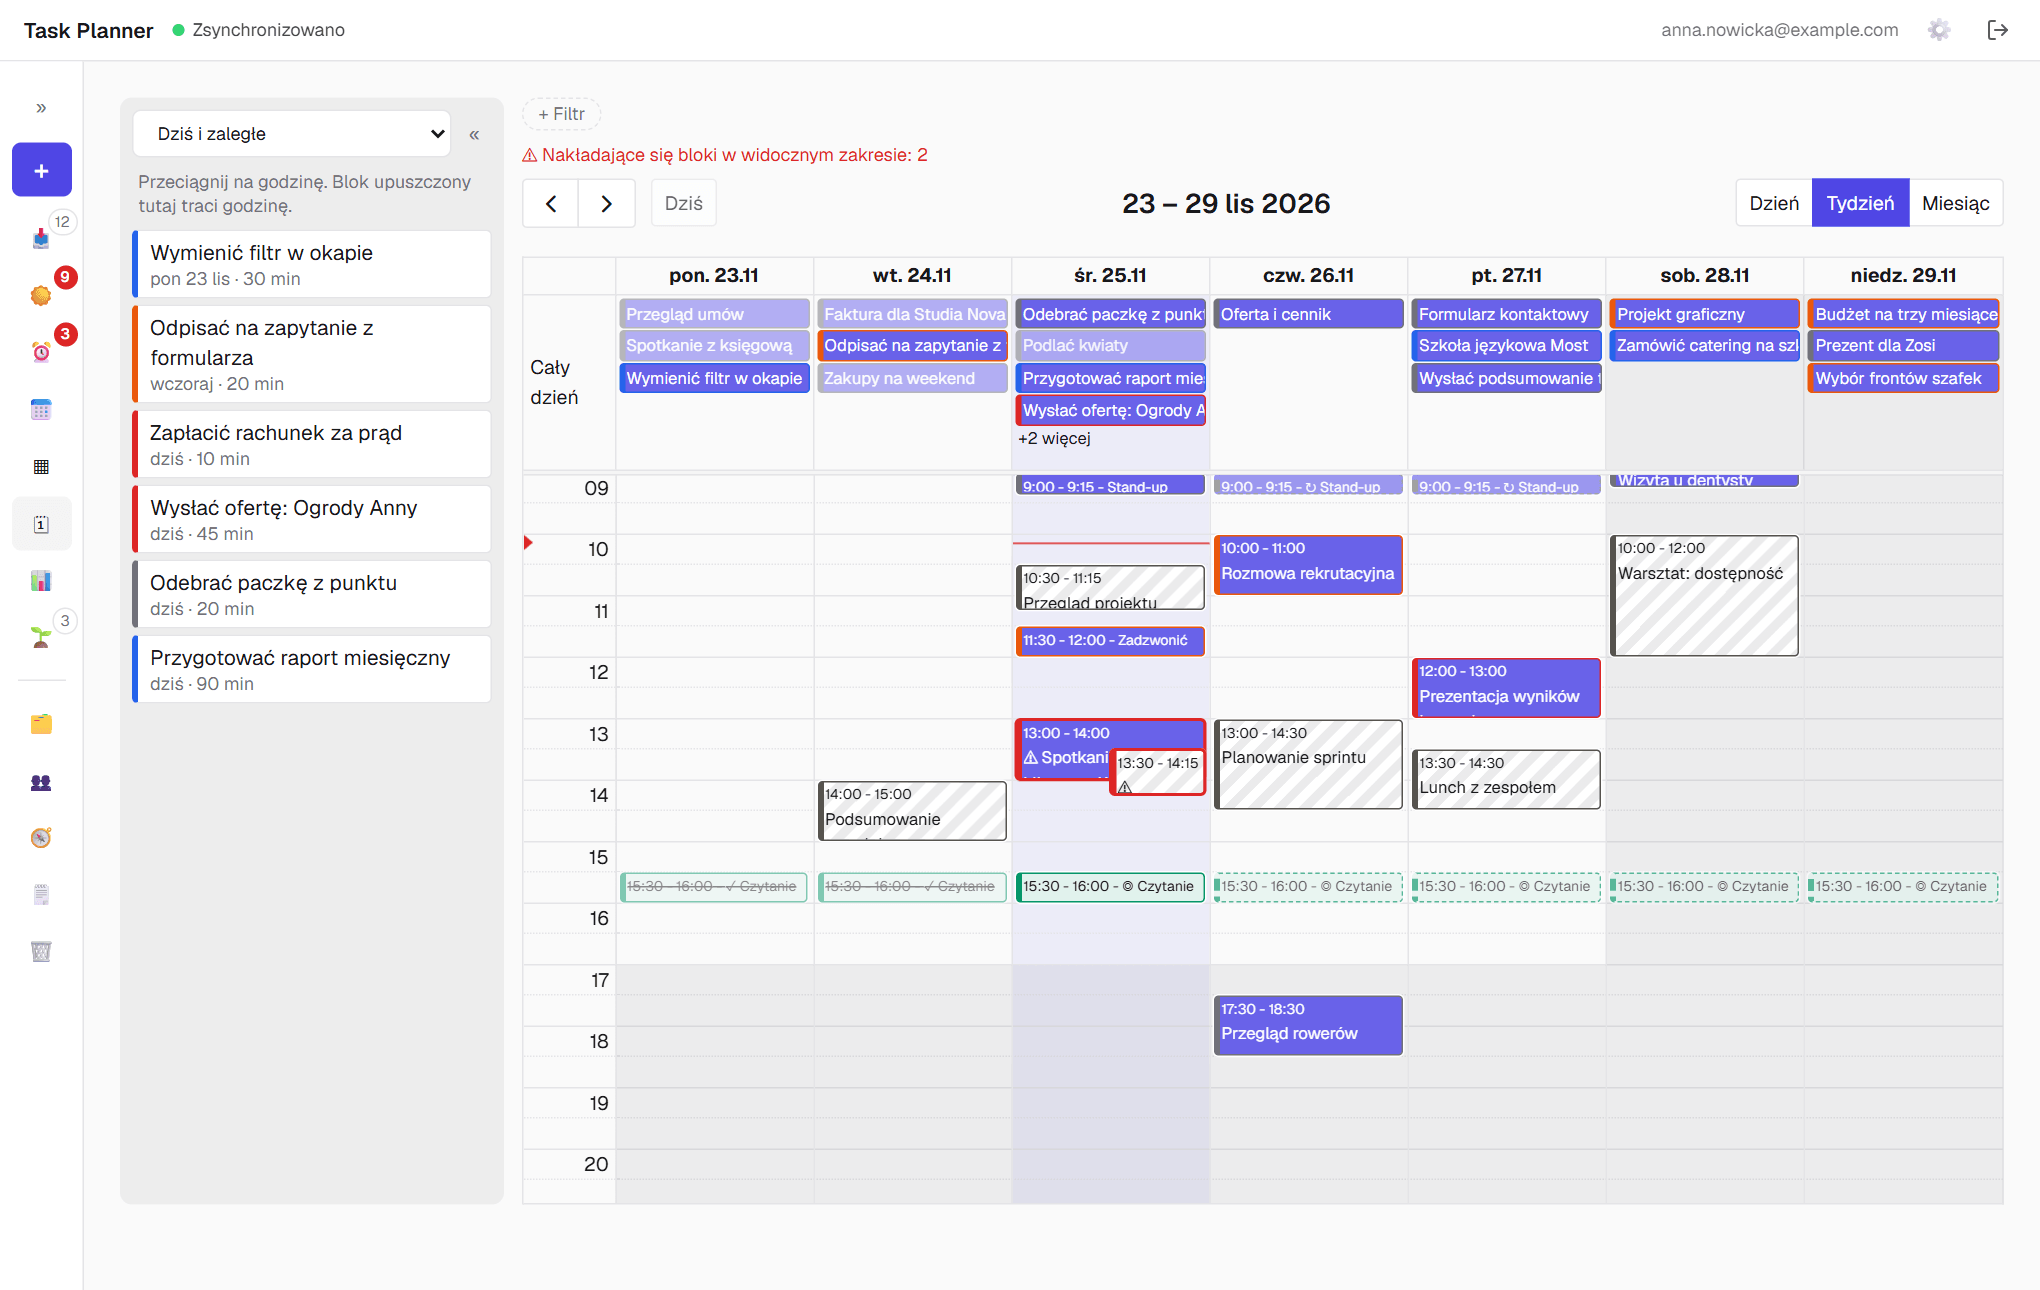 Task Planner
Zsynchronizowano
anna.nowicka@example.com
»
+
12
9
3
1
3
Dziś i zaległe
«
Przeciągnij na godzinę. Blok upuszczony
tutaj traci godzinę.
Wymienić filtr w okapie
pon 23 lis · 30 min
Odpisać na zapytanie z
formularza
wczoraj · 20 min
Zapłacić rachunek za prąd
dziś · 10 min
Wysłać ofertę: Ogrody Anny
dziś · 45 min
Odebrać paczkę z punktu
dziś · 20 min
Przygotować raport miesięczny
dziś · 90 min
+ Filtr
⚠ Nakładające się bloki w widocznym zakresie: 2
Dziś
23 – 29 lis 2026
Dzień
Tydzień
Miesiąc
pon. 23.11
wt. 24.11
śr. 25.11
czw. 26.11
pt. 27.11
sob. 28.11
niedz. 29.11
Cały
dzień
Przegląd umów
Spotkanie z księgową
Wymienić filtr w okapie
Faktura dla Studia Nova
Odpisać na zapytanie z
Zakupy na weekend
Odebrać paczkę z punkt
Podlać kwiaty
Przygotować raport mies
Wysłać ofertę: Ogrody A
+2 więcej
Oferta i cennik
Formularz kontaktowy
Szkoła językowa Most
Wysłać podsumowanie
Projekt graficzny
Zamówić catering na szk
Budżet na trzy miesiące
Prezent dla Zosi
Wybór frontów szafek
09
10
11
12
13
14
15
16
17
18
19
20
15:30 - 16:00 - ✓ Czytanie
14:00 - 15:00
Podsumowanie
15:30 - 16:00 - ✓ Czytanie
9:00 - 9:15 - Stand-up
10:30 - 11:15
Przegląd projektu
11:30 - 12:00 - Zadzwonić
13:00 - 14:00
⚠ Spotkani
13:30 - 14:15
⚠
15:30 - 16:00 - ◎ Czytanie
9:00 - 9:15 - ↻ Stand-up
10:00 - 11:00
Rozmowa rekrutacyjna
13:00 - 14:30
Planowanie sprintu
15:30 - 16:00 - ◎ Czytanie
17:30 - 18:30
Przegląd rowerów
9:00 - 9:15 - ↻ Stand-up
12:00 - 13:00
Prezentacja wyników
13:30 - 14:30
Lunch z zespołem
15:30 - 16:00 - ◎ Czytanie
Wizyta u dentysty
10:00 - 12:00
Warsztat: dostępność
15:30 - 16:00 - ◎ Czytanie
15:30 - 16:00 - ◎ Czytanie